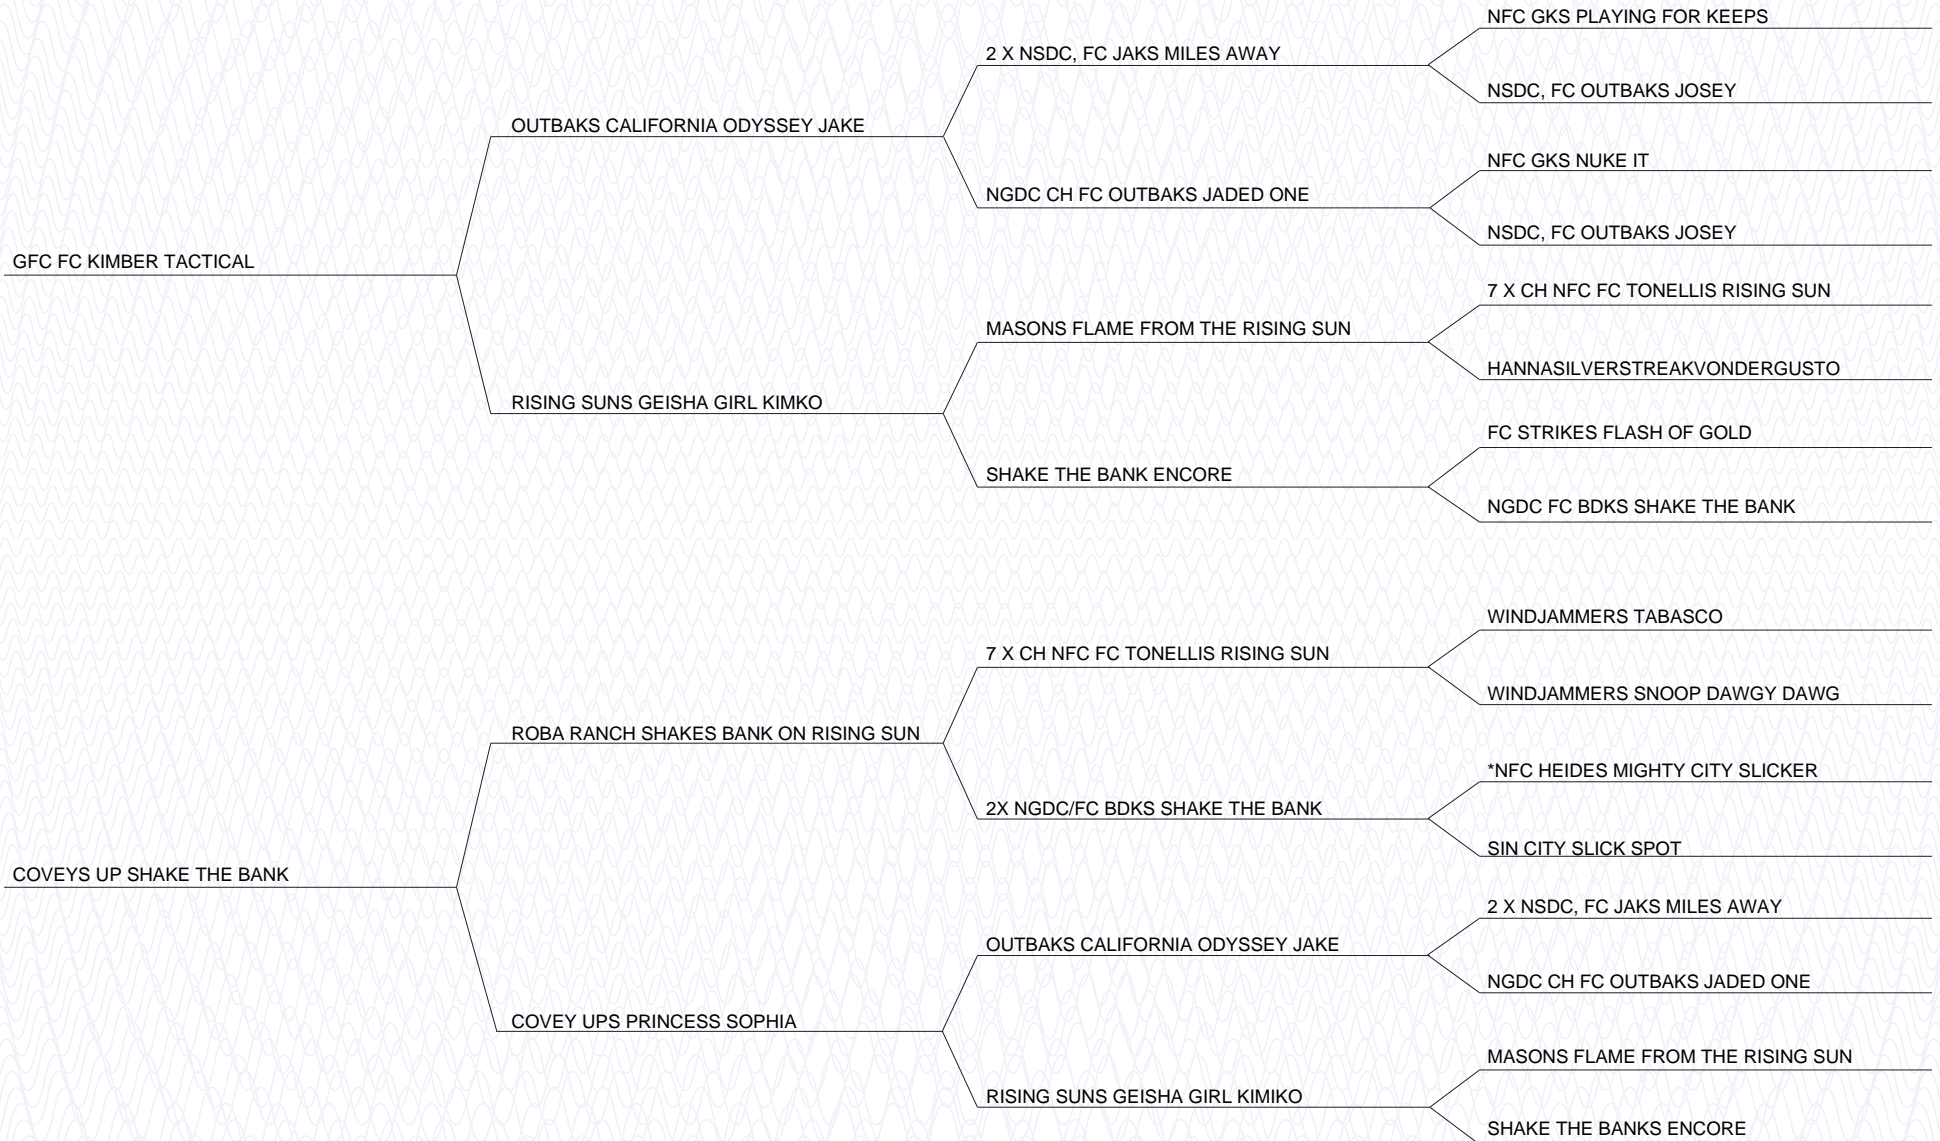 NFC GKS PLAYING FOR KEEPS
2 X NSDC, FC JAKS MILES AWAY
NSDC, FC OUTBAKS JOSEY
OUTBAKS CALIFORNIA ODYSSEY JAKE
NFC GKS NUKE IT
NGDC CH FC OUTBAKS JADED ONE
NSDC, FC OUTBAKS JOSEY
GFC FC KIMBER TACTICAL
7 X CH NFC FC TONELLIS RISING SUN
MASONS FLAME FROM THE RISING SUN
HANNASILVERSTREAKVONDERGUSTO
RISING SUNS GEISHA GIRL KIMKO
FC STRIKES FLASH OF GOLD
SHAKE THE BANK ENCORE
NGDC FC BDKS SHAKE THE BANK
WINDJAMMERS TABASCO
7 X CH NFC FC TONELLIS RISING SUN
WINDJAMMERS SNOOP DAWGY DAWG
ROBA RANCH SHAKES BANK ON RISING SUN
*NFC HEIDES MIGHTY CITY SLICKER
2X NGDC/FC BDKS SHAKE THE BANK
SIN CITY SLICK SPOT
COVEYS UP SHAKE THE BANK
2 X NSDC, FC JAKS MILES AWAY
OUTBAKS CALIFORNIA ODYSSEY JAKE
NGDC CH FC OUTBAKS JADED ONE
COVEY UPS PRINCESS SOPHIA
MASONS FLAME FROM THE RISING SUN
RISING SUNS GEISHA GIRL KIMIKO
SHAKE THE BANKS ENCORE